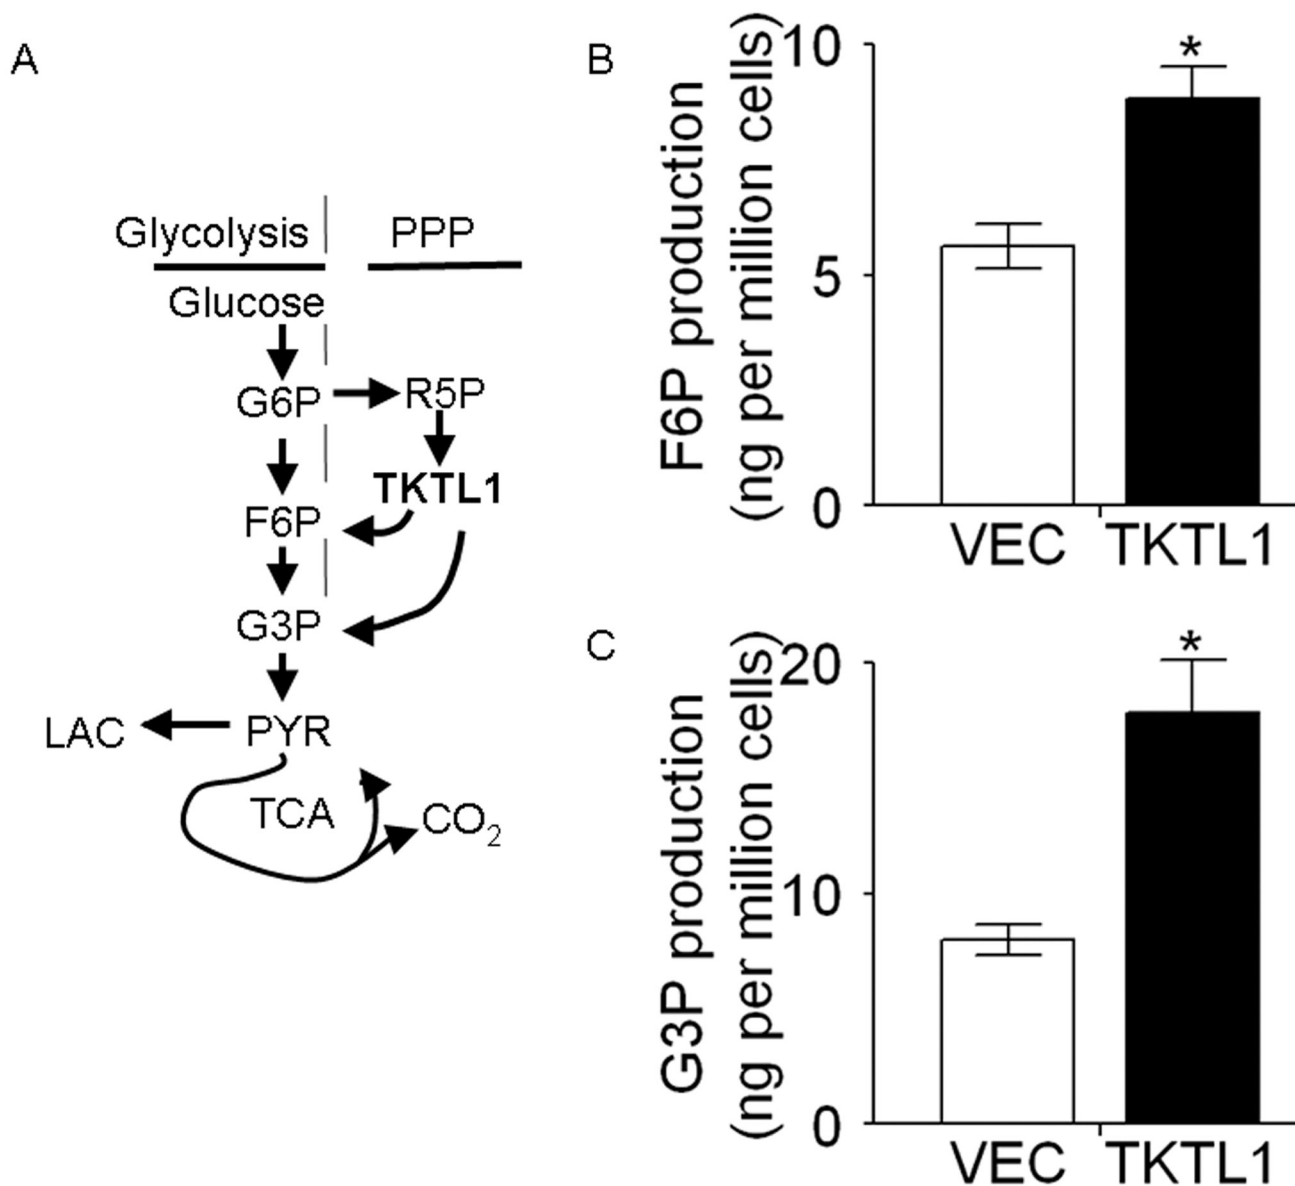 A
Glycolysis
PPP
Glucose
G6P
R5P
TKTL1
F6P
G3P
LAC
PYR
TCA
CO₂
B
F6P production
(ng per million cells)
10
5
0
*
VEC
TKTL1
C
G3P production
(ng per million cells)
20
10
0
*
VEC
TKTL1